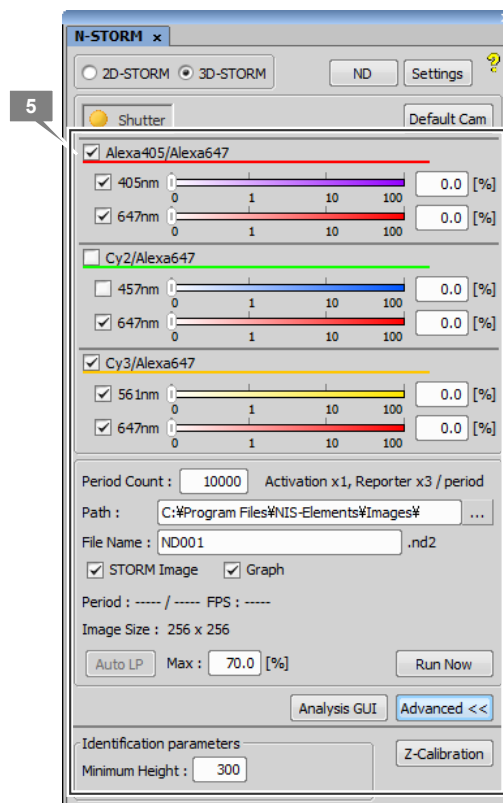 N-STORM ×
2D-STORM 3D-STORM ND Settings ?
5
Shutter Default Cam
Alexa405/Alexa647
405nm 0.0 [%]
0 1 10 100
647nm 0.0 [%]
0 1 10 100
Cy2/Alexa647
457nm 0.0 [%]
0 1 10 100
647nm 0.0 [%]
0 1 10 100
Cy3/Alexa647
561nm 0.0 [%]
0 1 10 100
647nm 0.0 [%]
0 1 10 100
Period Count : 10000 Activation x1, Reporter x3 / period
Path : C:¥Program Files¥NIS-Elements¥Images¥ ...
File Name : ND001 .nd2
STORM Image Graph
Period : ----- / ----- FPS : -----
Image Size : 256 x 256
Auto LP Max : 70.0 [%] Run Now
Analysis GUI Advanced <<
Identification parameters
Minimum Height : 300 Z-Calibration